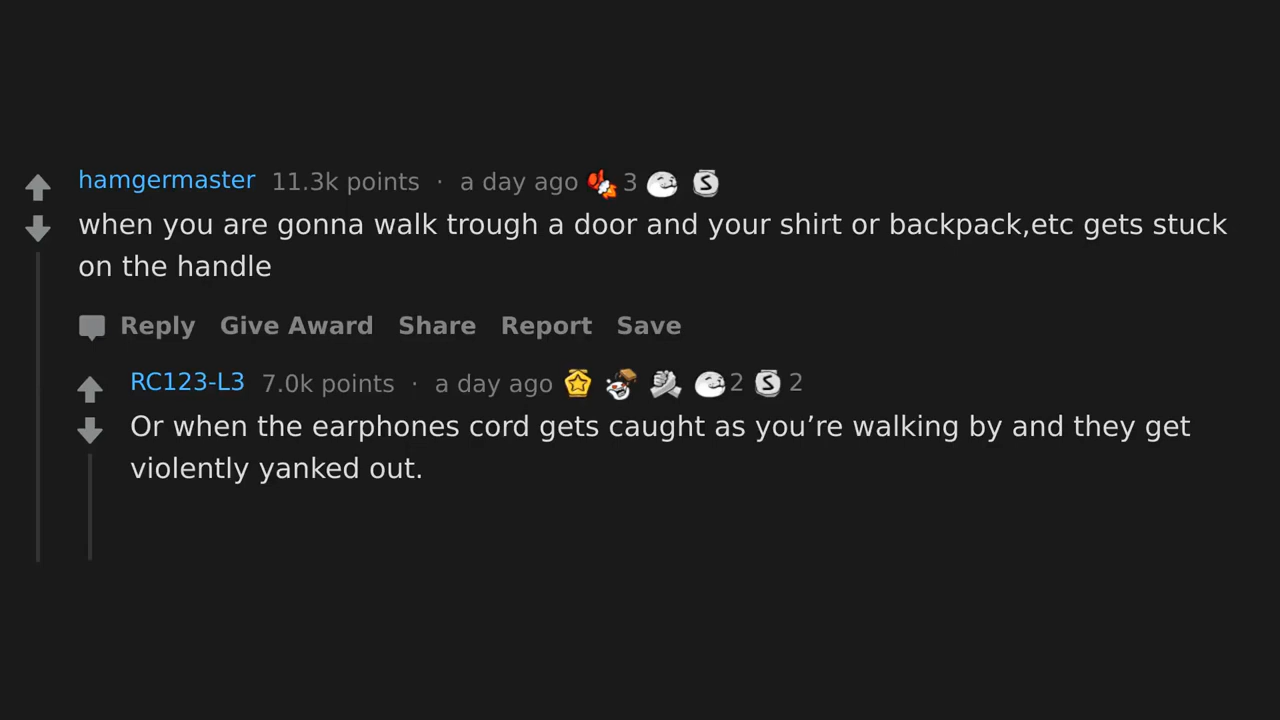 hamgermaster 11.3k points · a day ago 3
when you are gonna walk trough a door and your shirt or backpack,etc gets stuck
on the handle
Reply Give Award Share Report Save
RC123-L3 7.0k points · a day ago 2 2
Or when the earphones cord gets caught as you’re walking by and they get
violently yanked out.